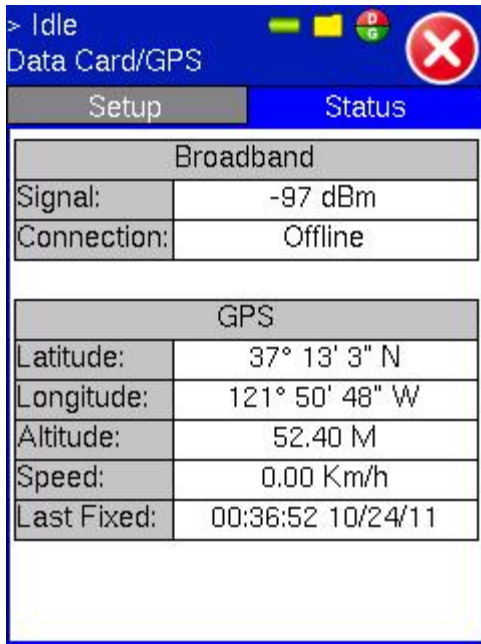 > Idle
D
G
Data Card/GPS
Setup Status
Broadband
Signal: -97 dBm
Connection: Offline
GPS
Latitude: 37° 13' 3" N
Longitude: 121° 50' 48" W
Altitude: 52.40 M
Speed: 0.00 Km/h
Last Fixed: 00:36:52 10/24/11